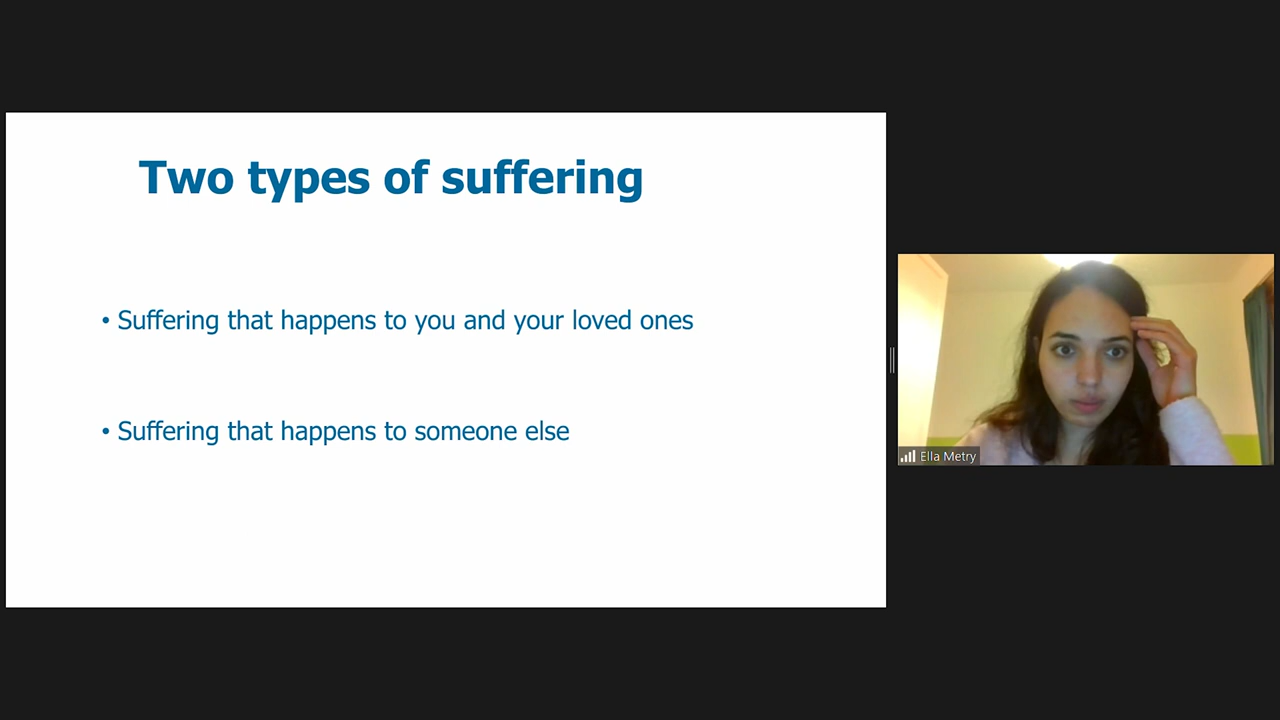 Two types of suffering
• Suffering that happens to you and your loved ones
• Suffering that happens to someone else
Ella Metry